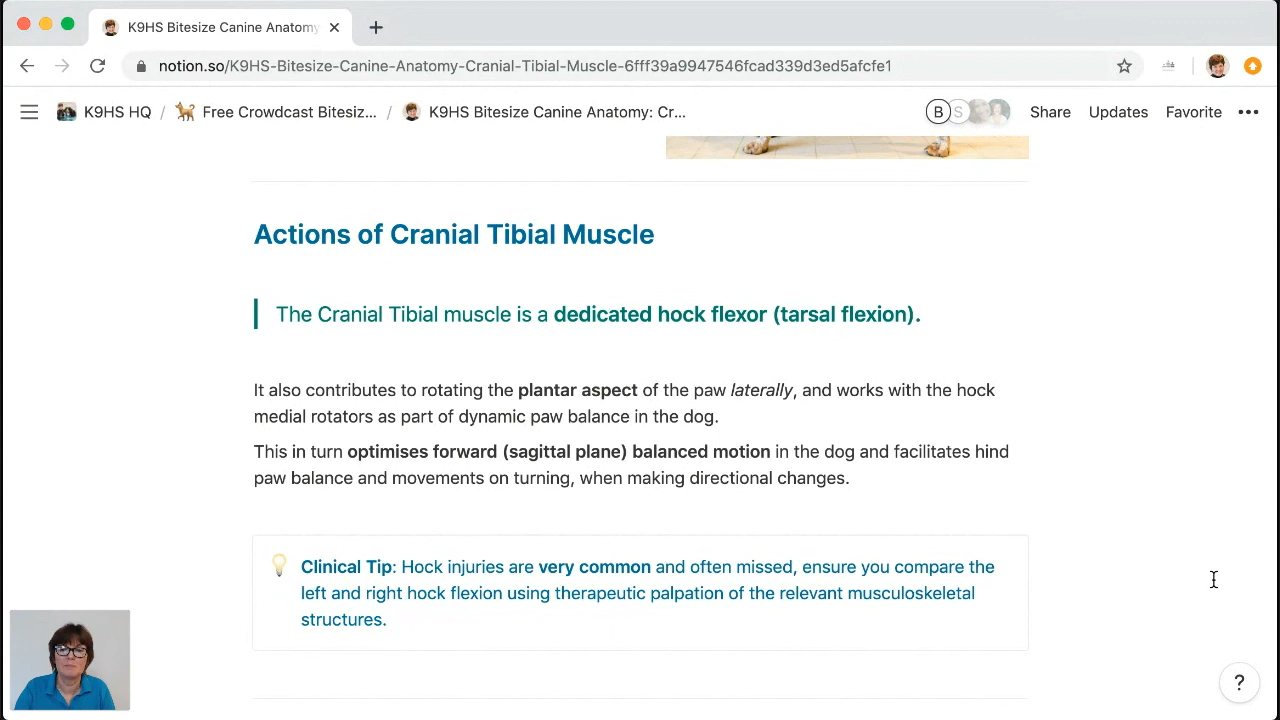 K9HS Bitesize Canine Anatomy
notion.so/K9HS-Bitesize-Canine-Anatomy-Cranial-Tibial-Muscle-6fff39a9947546fcad339d3ed5afcfe1
K9HS HQ / Free Crowdcast Bitesiz... / K9HS Bitesize Canine Anatomy: Cr... B S Share Updates Favorite
Actions of Cranial Tibial Muscle
The Cranial Tibial muscle is a dedicated hock flexor (tarsal flexion).
It also contributes to rotating the plantar aspect of the paw laterally, and works with the hock
medial rotators as part of dynamic paw balance in the dog.
This in turn optimises forward (sagittal plane) balanced motion in the dog and facilitates hind
paw balance and movements on turning, when making directional changes.
Clinical Tip: Hock injuries are very common and often missed, ensure you compare the
left and right hock flexion using therapeutic palpation of the relevant musculoskeletal
structures.
?